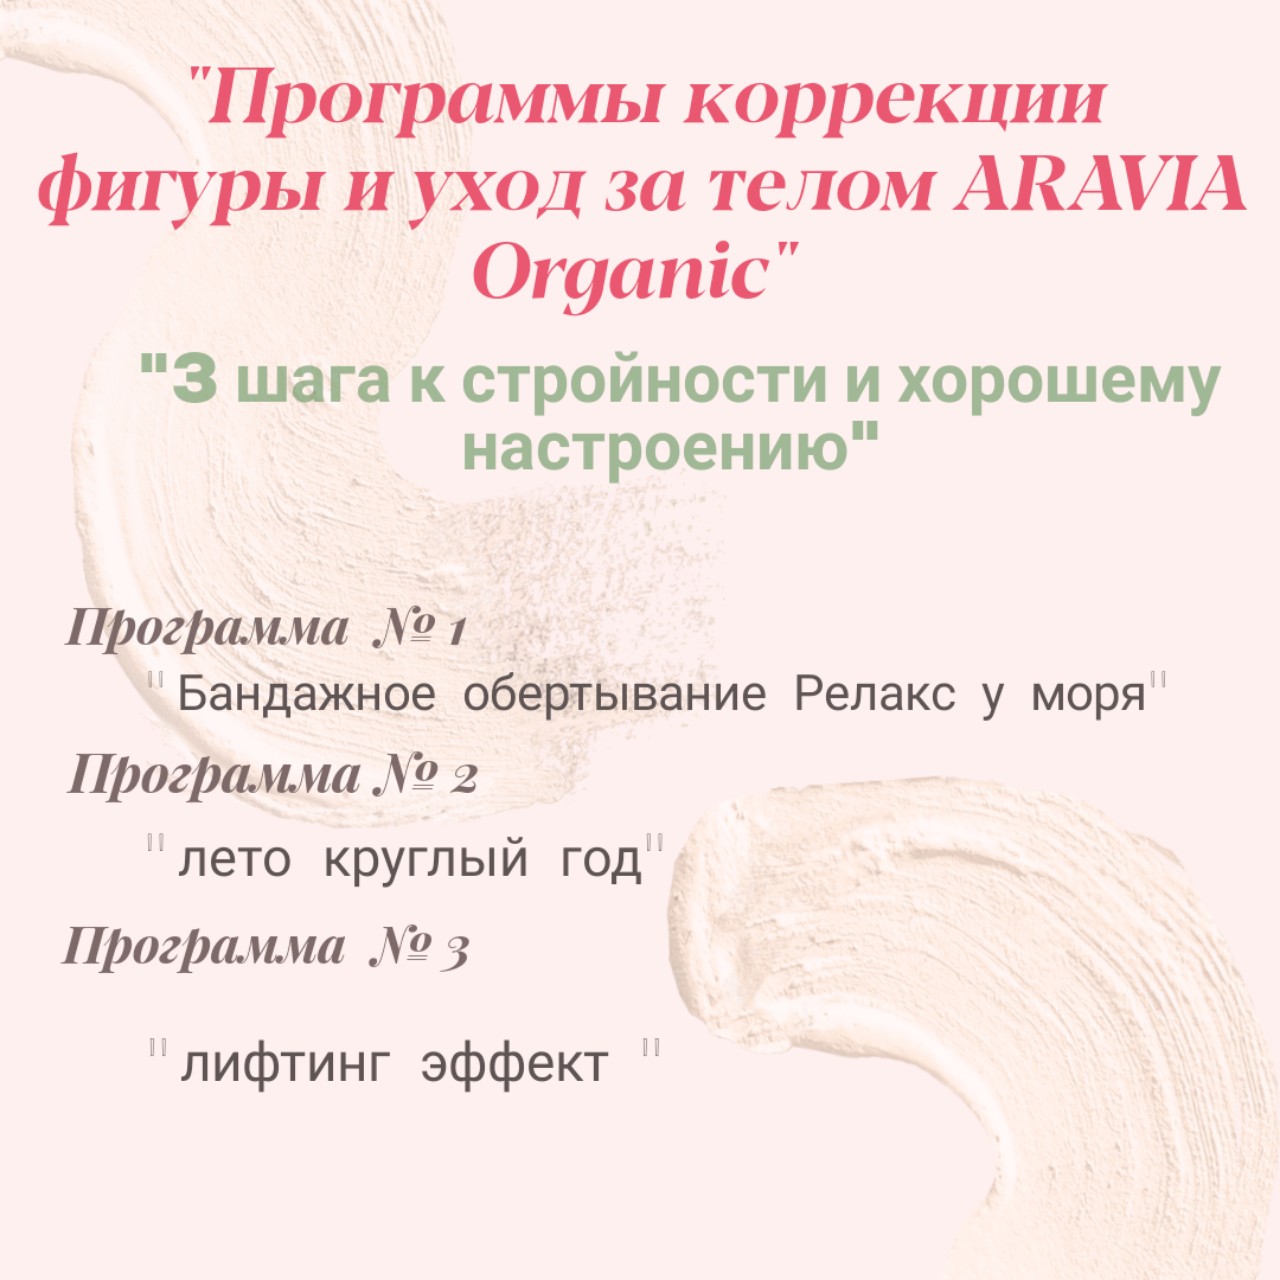 "Программы коррекции
фигуры и уход за телом ARAVIA
Organic"
"3 шага к стройности и хорошему
настроению"
Программа № 1
"Бандажное обертывание Релакс у моря"
Программа № 2
"лето круглый год"
Программа № 3
"лифтинг эффект "